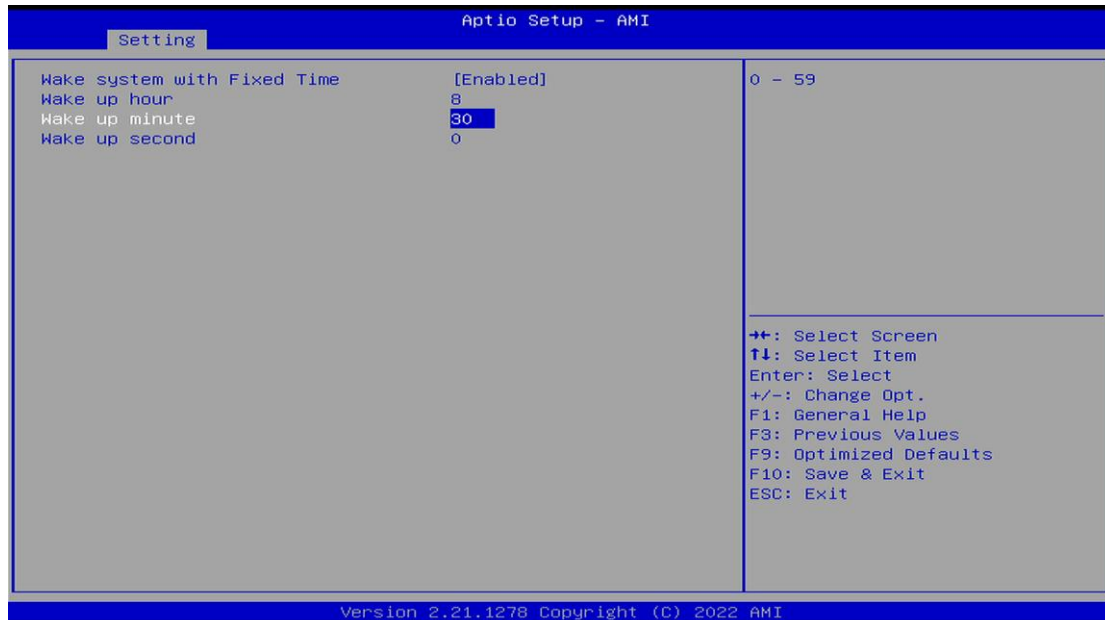 Aptio Setup – AMI
Setting
Wake system with Fixed Time [Enabled]
Wake up hour 8
Wake up minute 30
Wake up second 0
0 – 59
→←: Select Screen
↑↓: Select Item
Enter: Select
+/-: Change Opt.
F1: General Help
F3: Previous Values
F9: Optimized Defaults
F10: Save & Exit
ESC: Exit
Version 2.21.1278 Copyright (C) 2022 AMI